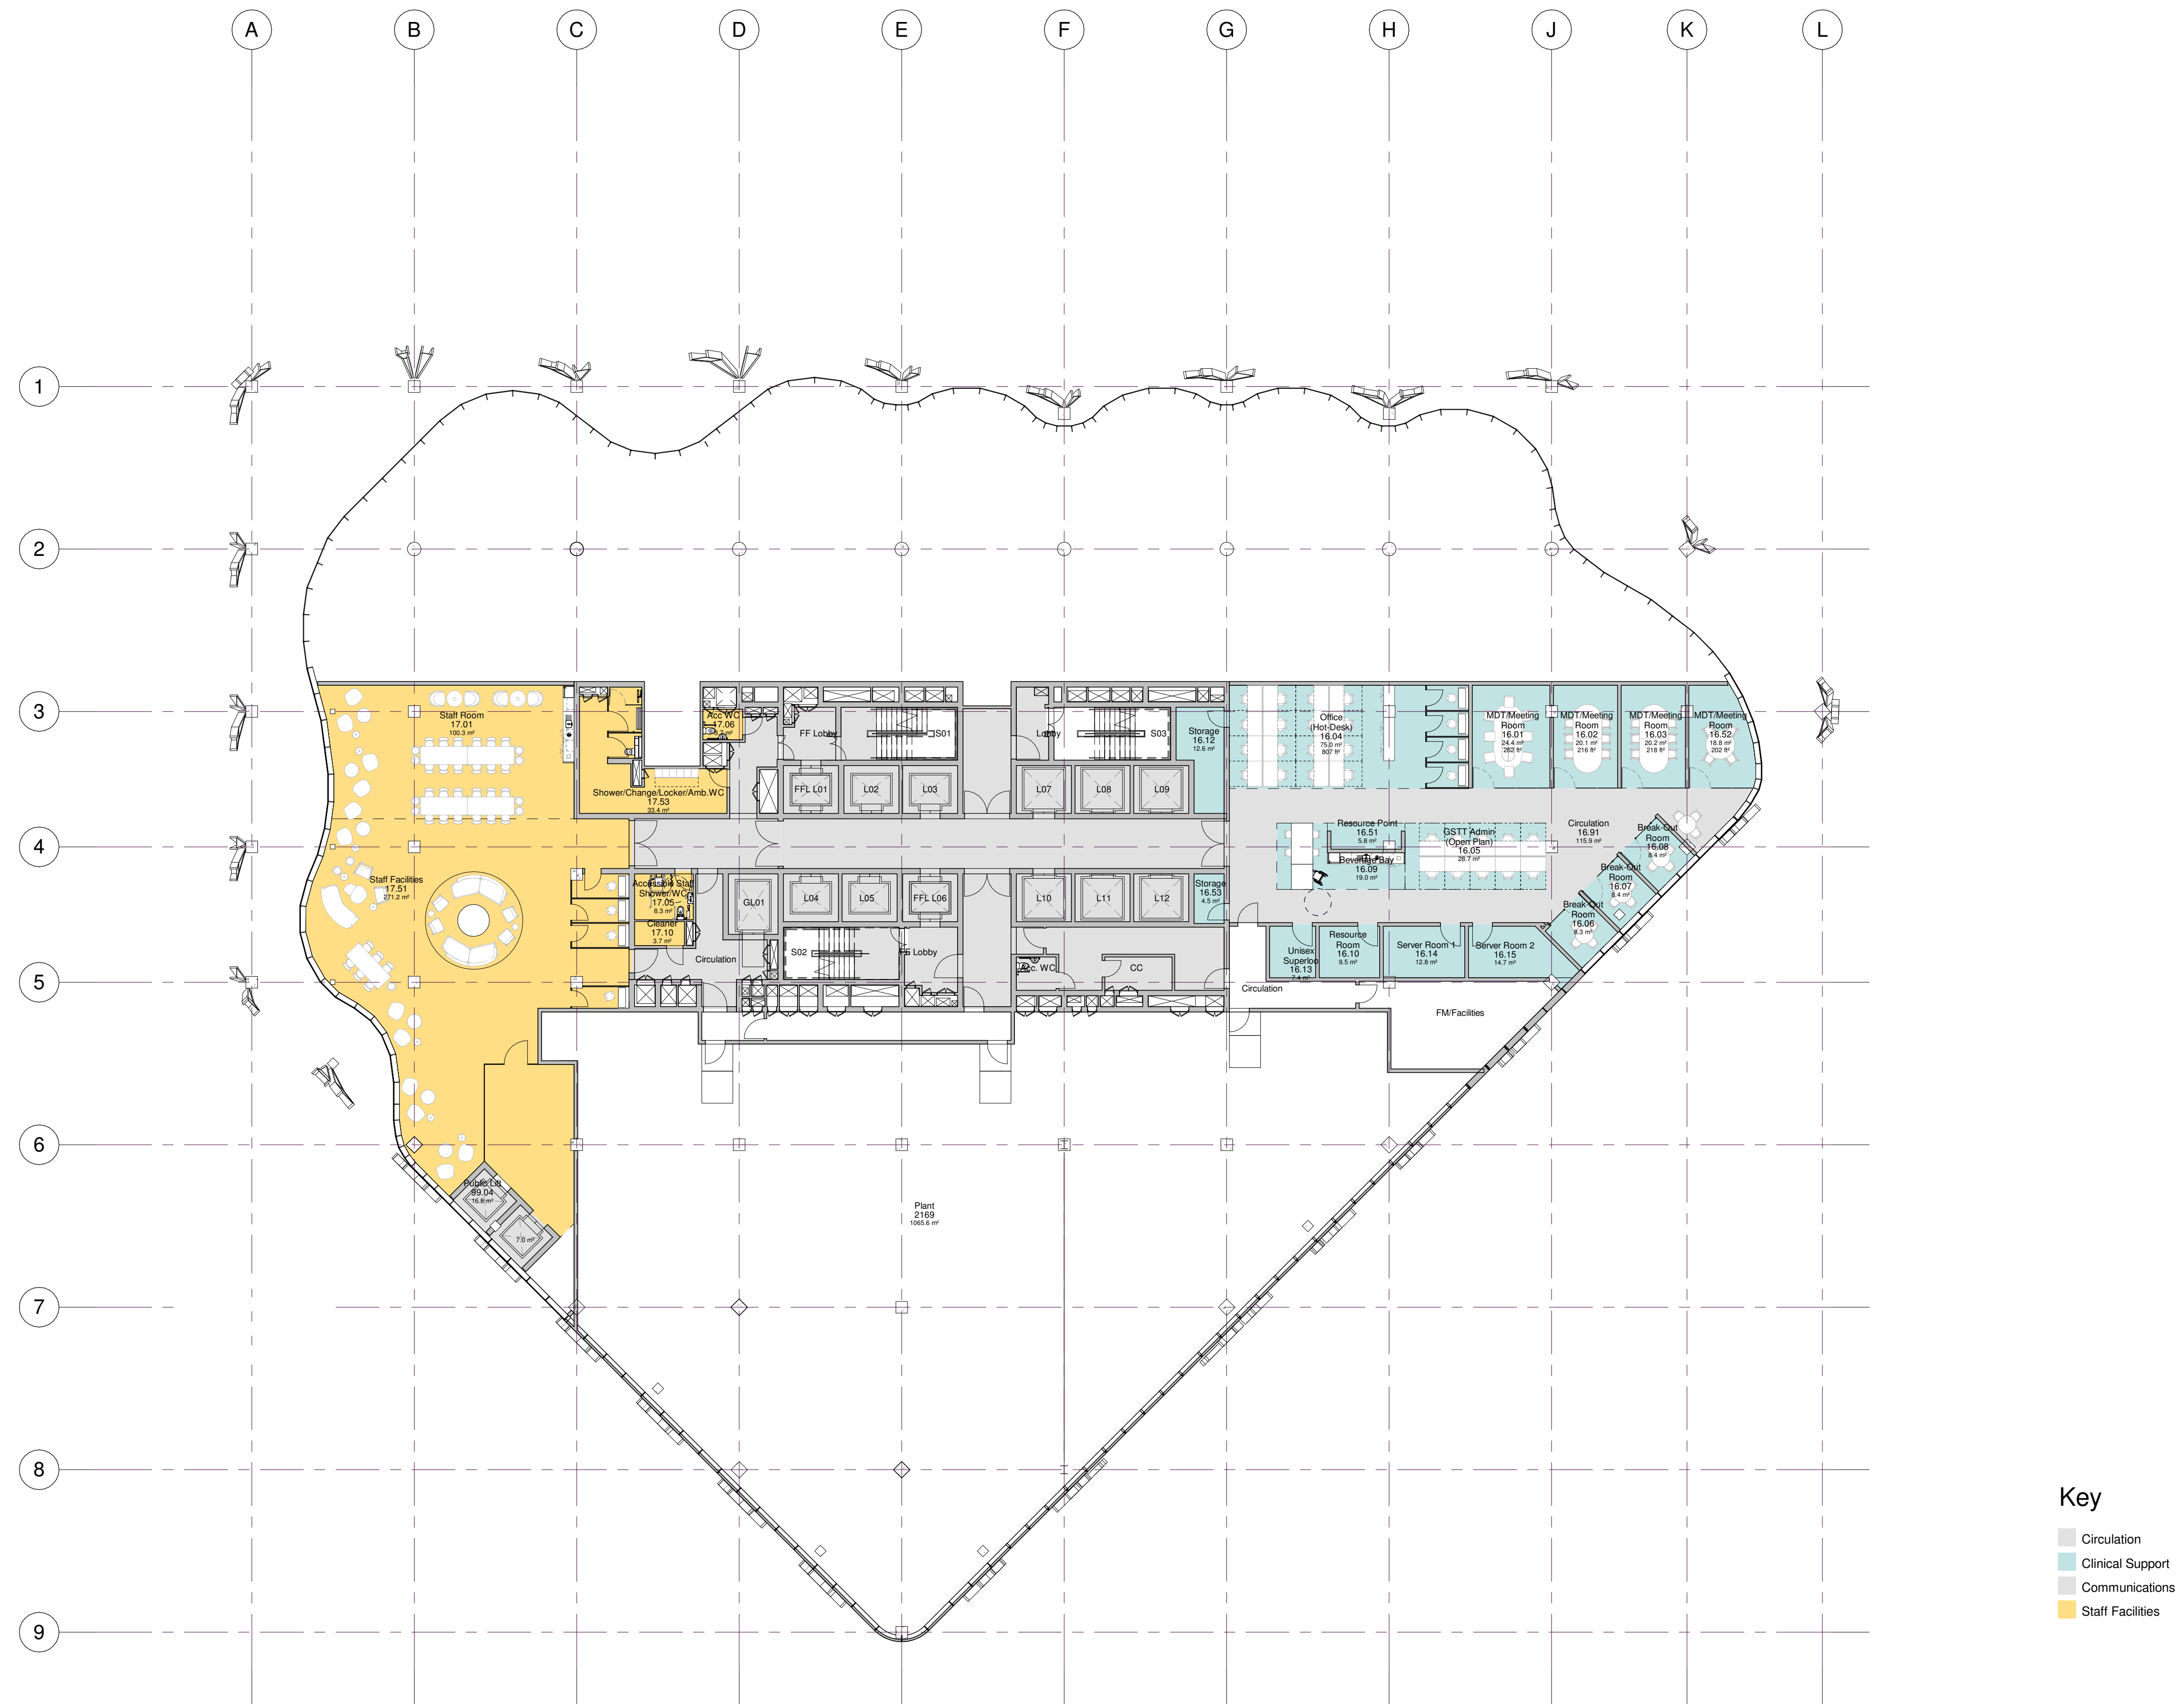 A
B
C
D
E
F
G
H
J
K
L
1
2
3
4
5
6
7
8
9
Staff Room
17.01
100.3 m²
Acc WC
17.06
FF Lobby
S01
Lobby
S03
Storage
16.12
12.6 m²
Office
(Hot-Desk)
16.04
75.0 m²
807 ft²
MDT/Meeting
Room
16.01
24.4 m²
262 ft²
MDT/Meeting
Room
16.02
20.1 m²
216 ft²
MDT/Meeting
Room
16.03
20.2 m²
218 ft²
MDT/Meeting
Room
16.52
18.8 m²
202 ft²
Shower/Change/Locker/Amb.WC
17.53
33.4 m²
FFL L01
L02
L03
L07
L08
L09
Resource Point
16.51
5.8 m²
Beverage Bay
16.09
19.0 m²
GSTT Admin
(Open Plan)
16.05
28.7 m²
Circulation
16.91
115.9 m²
Break-Out
Room
16.08
8.4 m²
Break-Out
Room
16.07
8.4 m²
Break-Out
Room
16.06
8.3 m²
Staff Facilities
17.51
271.2 m²
Accessible Staff
Shower/WC
17.05
8.3 m²
Cleaner
17.10
3.7 m²
GL01
L04
L05
FFL L06
L10
L11
L12
Storage
16.53
4.5 m²
Circulation
S02
Lobby
Acc. WC
CC
Unisex
Superloo
16.13
7.4 m²
Resource
Room
16.10
9.5 m²
Server Room 1
16.14
12.8 m²
Server Room 2
16.15
14.7 m²
Circulation
FM/Facilities
Public Lift
99.04
16.8 m²
7.0 m²
Plant
2169
1065.6 m²
Key
Circulation
Clinical Support
Communications
Staff Facilities